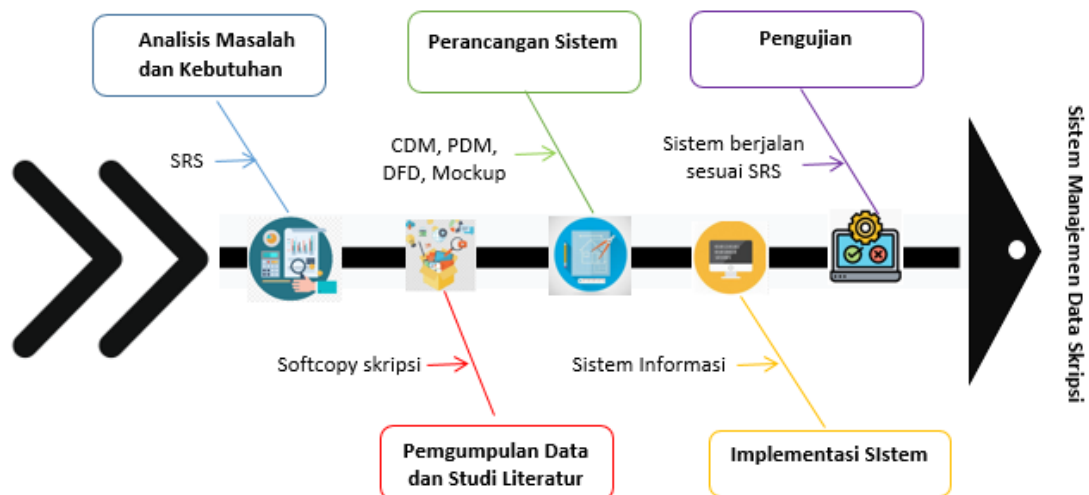 Analisis Masalah
dan Kebutuhan
Perancangan Sistem
Pengujian
SRS
CDM, PDM,
DFD, Mockup
Sistem berjalan
sesuai SRS
Sistem Manajemen Data Skripsi
Softcopy skripsi
Sistem Informasi
Pemgumpulan Data
dan Studi Literatur
Implementasi SIstem